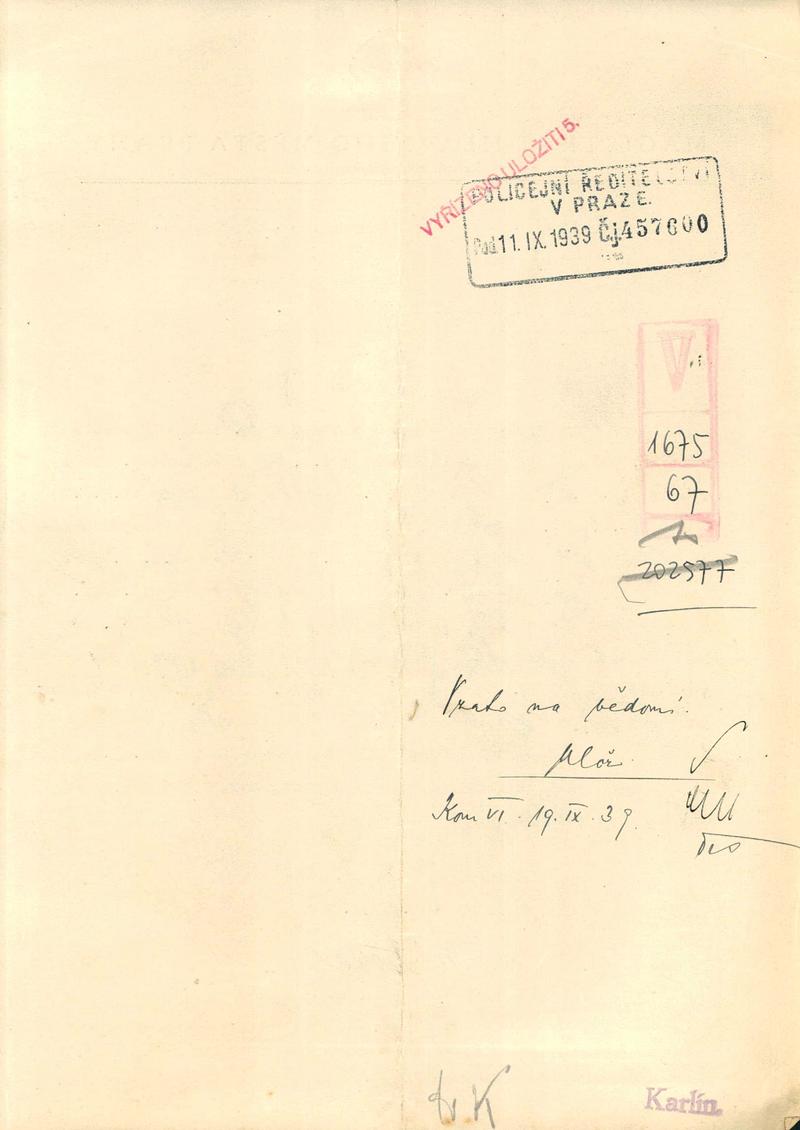 VYŘÍZENO ULOŽITI 5.
POLICEJNÍ ŘEDITELSTVÍ
V PRAZE.
Pod. 11. IX. 1939 Čj. 457600
V
1675
67
202577
Vzato na vědomí.
Ulož.
Kom VI. 19. IX. 39.
K
Karlín.